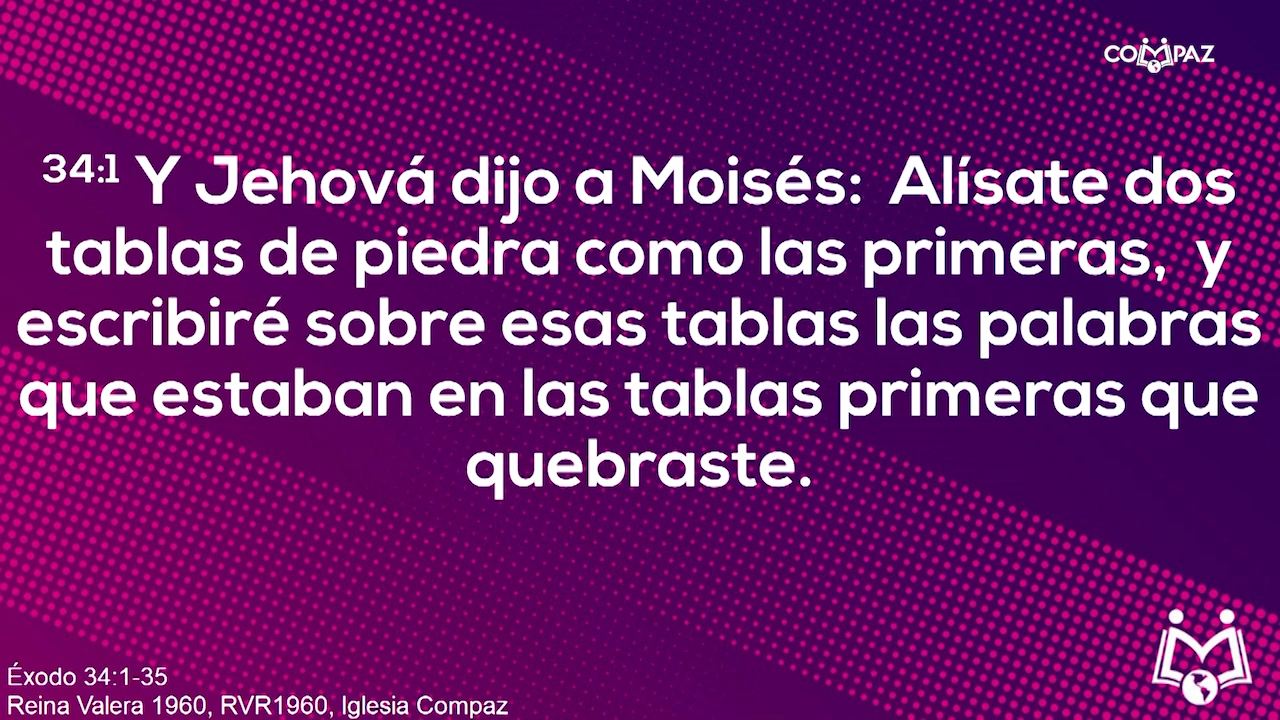 COMPAZ
34:1 Y Jehová dijo a Moisés:  Alísate dos
tablas de piedra como las primeras,  y
escribiré sobre esas tablas las palabras
que estaban en las tablas primeras que
quebraste.
Éxodo 34:1-35
Reina Valera 1960, RVR1960, Iglesia Compaz